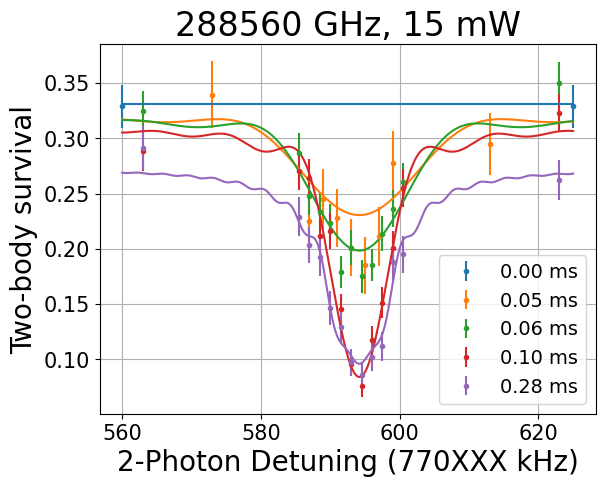 288560 GHz, 15 mW
Two-body survival
0.35
0.30
0.25
0.20
0.15
0.10
560
580
600
620
2-Photon Detuning (770XXX kHz)
0.00 ms
0.05 ms
0.06 ms
0.10 ms
0.28 ms